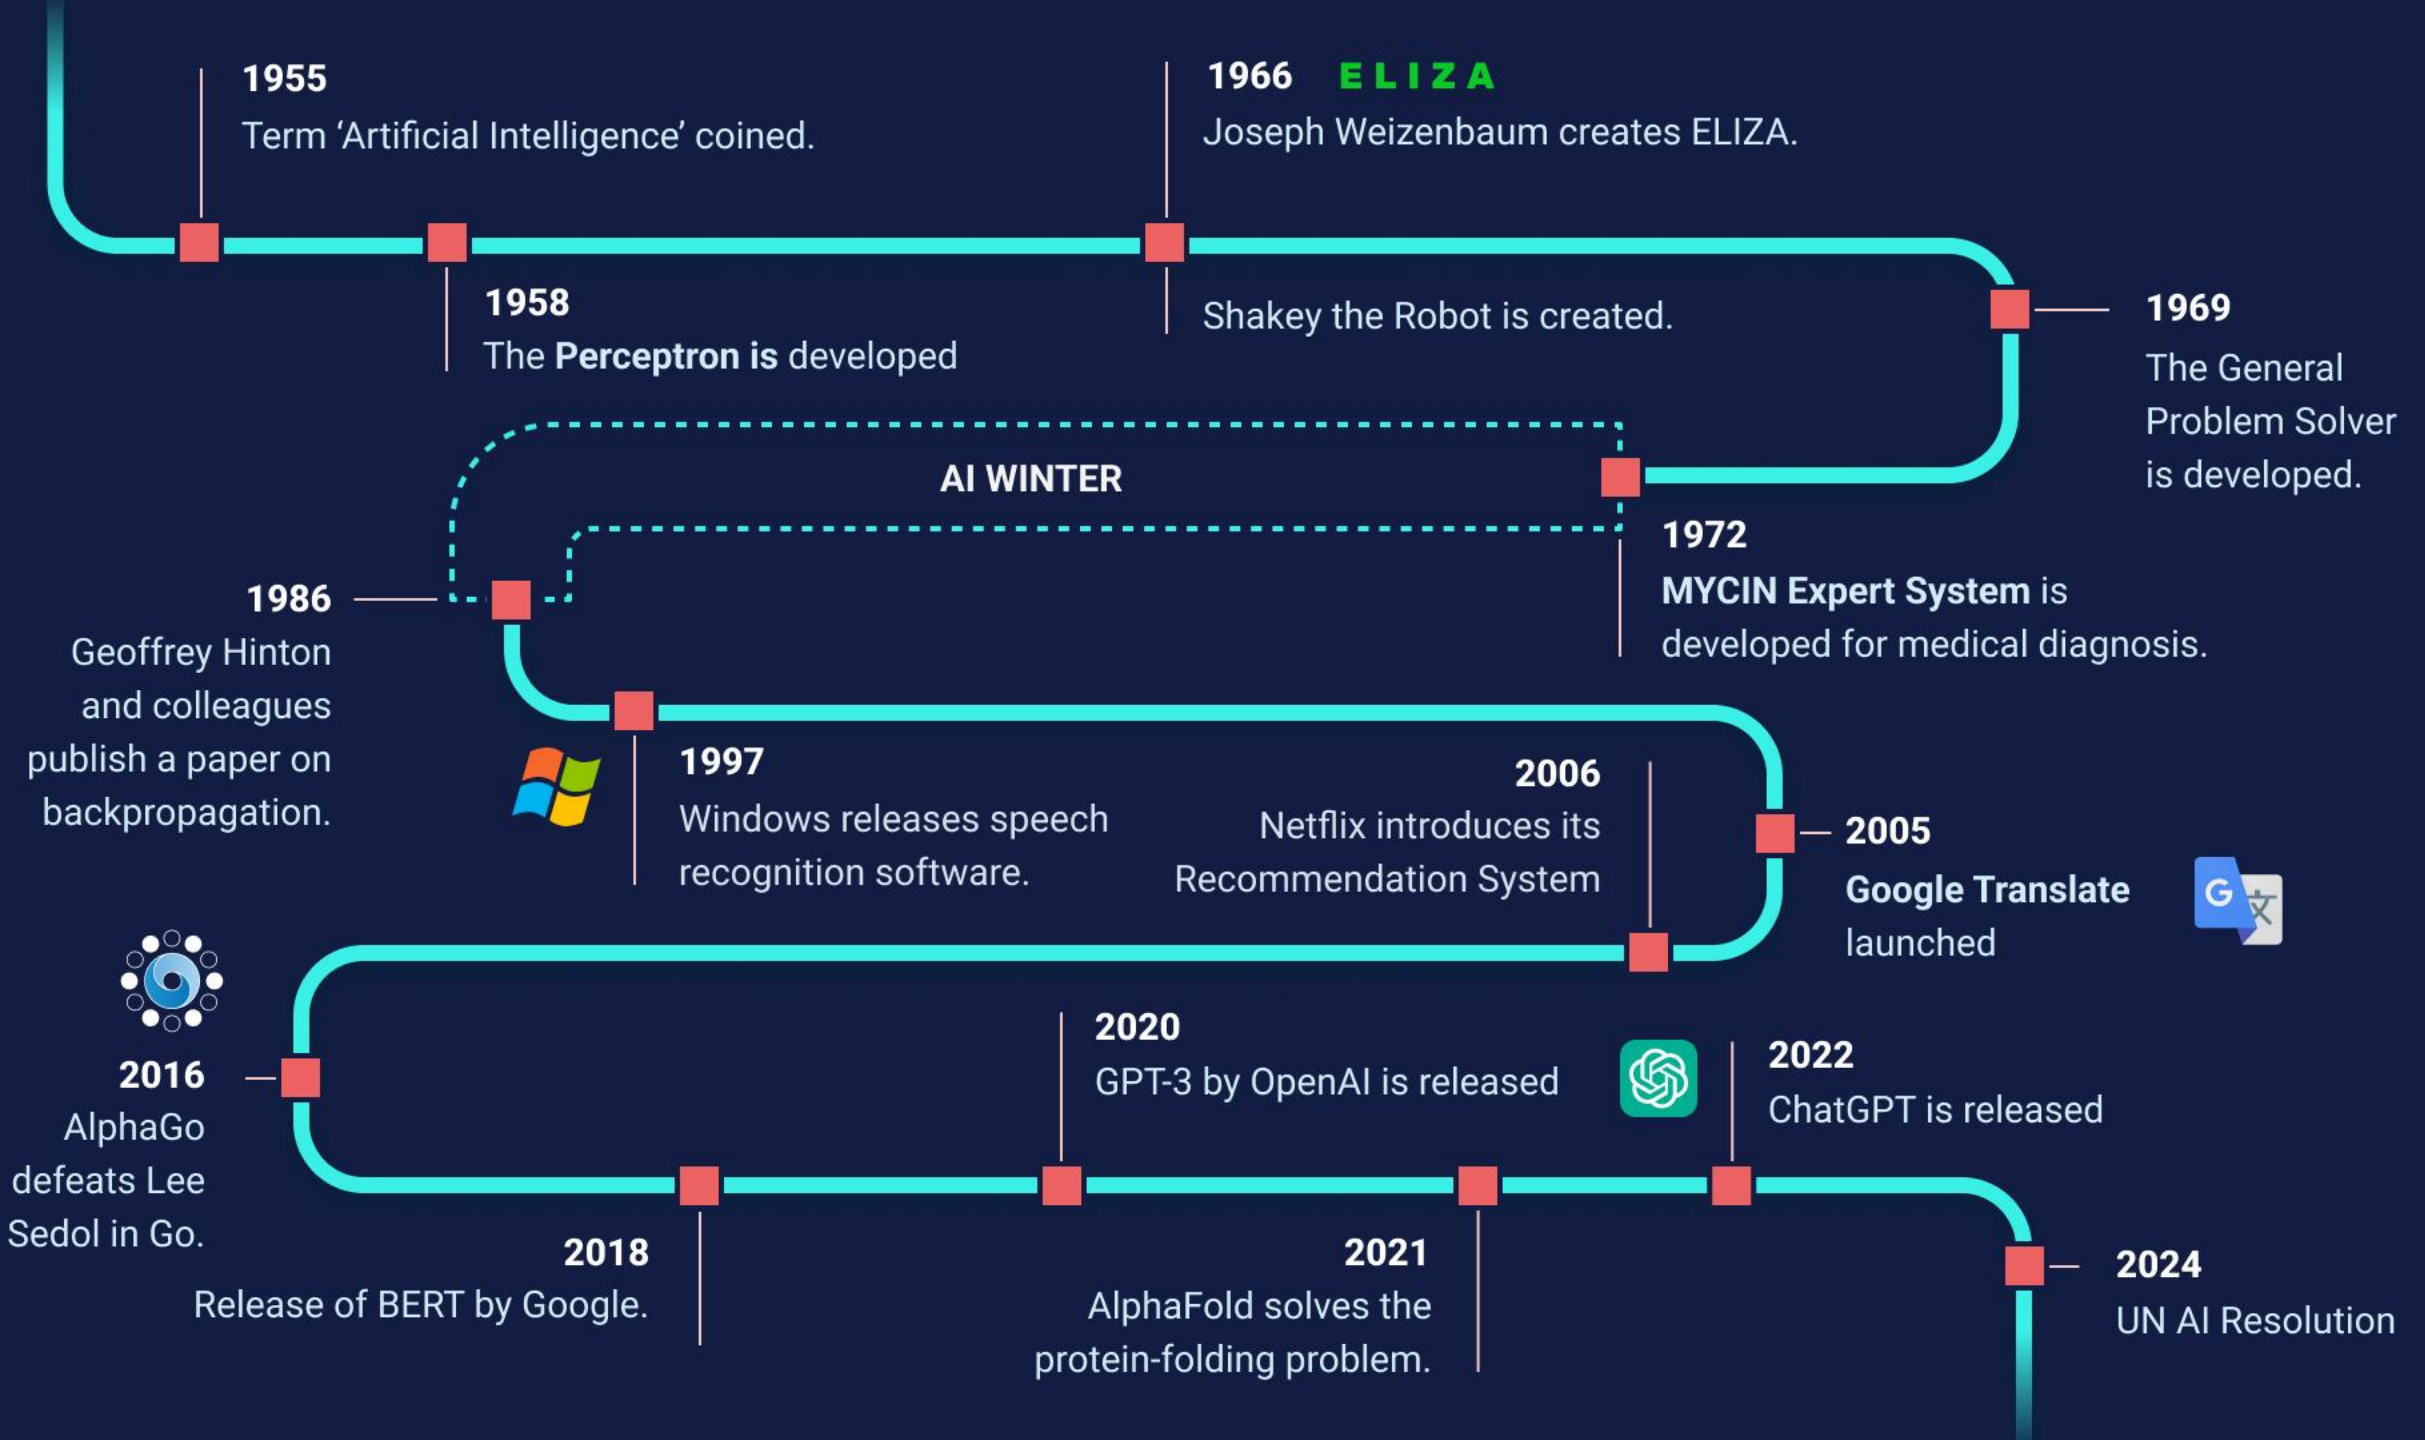 1955
Term ‘Artificial Intelligence’ coined.
1966 ELIZA
Joseph Weizenbaum creates ELIZA.
1958
The Perceptron is developed
Shakey the Robot is created.
1969
The General
Problem Solver
is developed.
AI WINTER
1972
MYCIN Expert System is
developed for medical diagnosis.
1986
Geoffrey Hinton
and colleagues
publish a paper on
backpropagation.
1997
Windows releases speech
recognition software.
2005
Google Translate
launched
G 文
2006
Netflix introduces its
Recommendation System
2016
AlphaGo
defeats Lee
Sedol in Go.
2018
Release of BERT by Google.
2020
GPT-3 by OpenAI is released
2021
AlphaFold solves the
protein-folding problem.
2022
ChatGPT is released
2024
UN AI Resolution